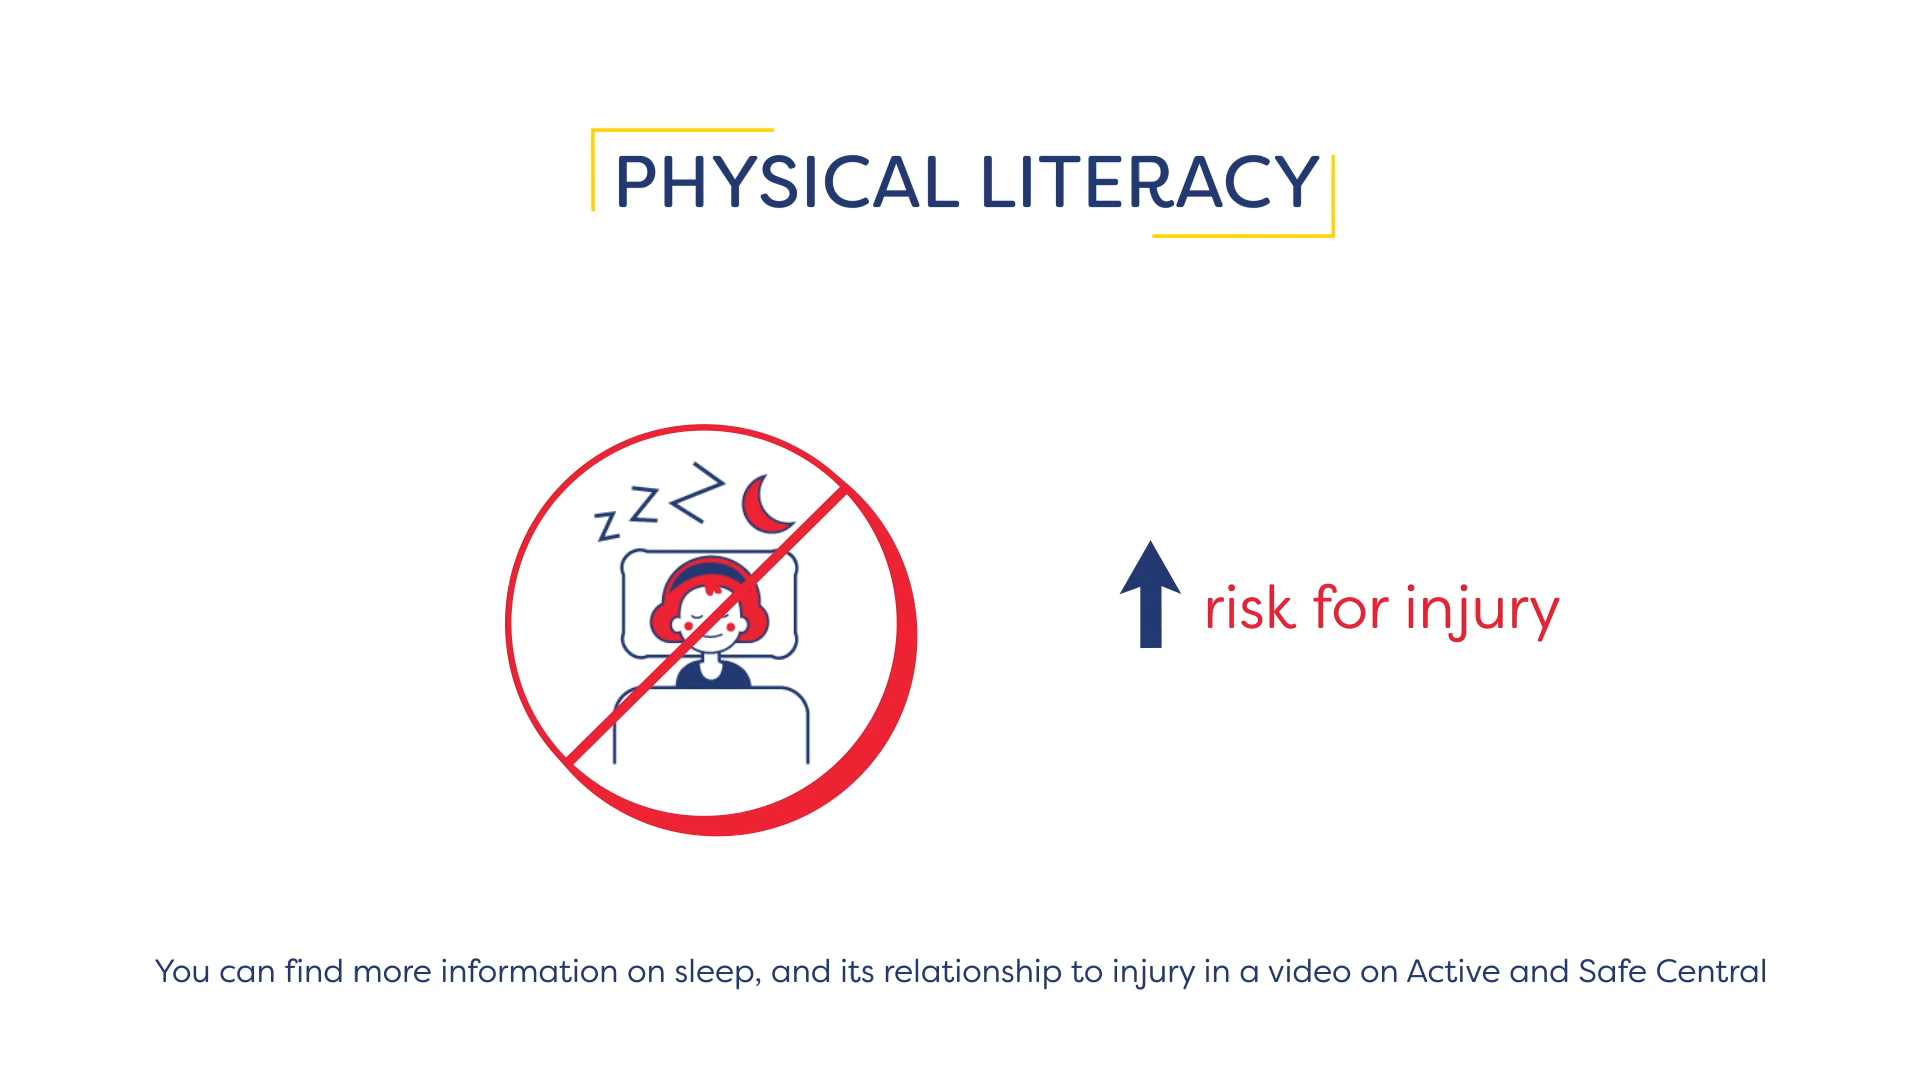 PHYSICAL LITERACY
z z Z
risk for injury
You can find more information on sleep, and its relationship to injury in a video on Active and Safe Central